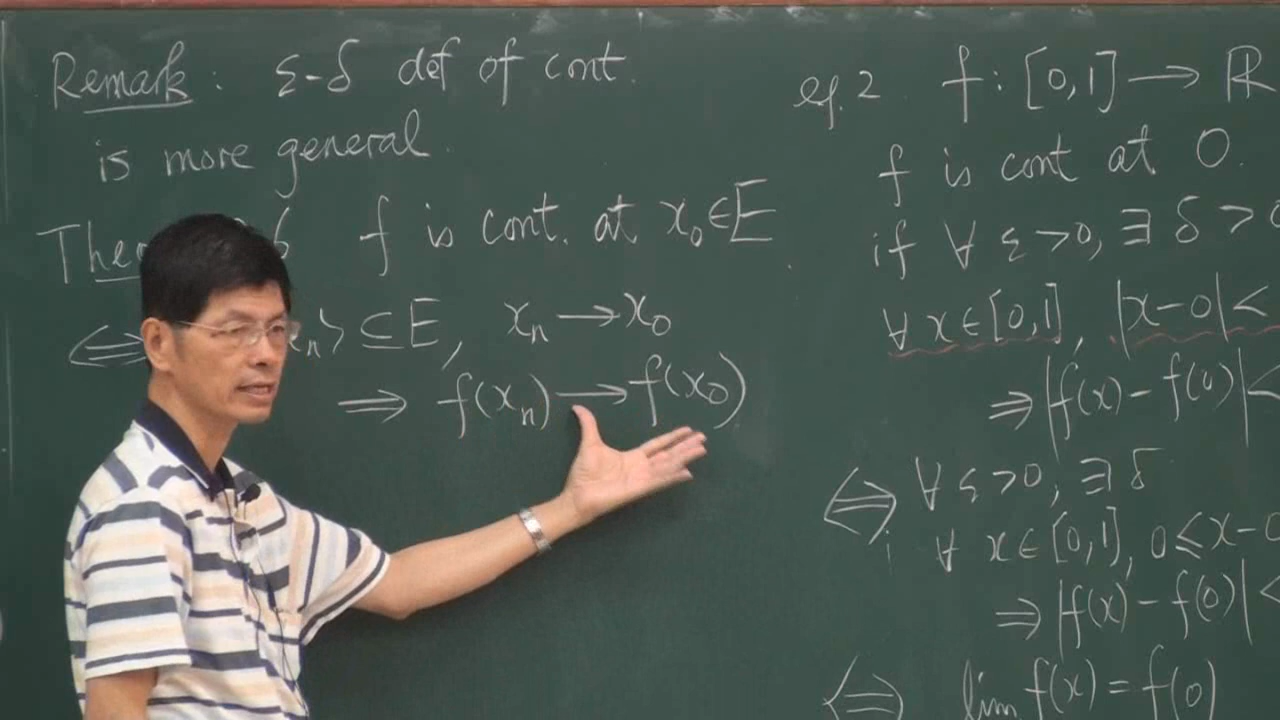 Remark: ε-δ def of cont.
is more general.
f is cont. at x₀∈E
⟺ ⟩⊆E, xₙ→x₀
⟹ f(xₙ)→f(x₀)
eg. 2 f: [0,1]→ℝ
f is cont at 0.
if ∀ ε>0, ∃ δ>0
∀ x∈[0,1], |x-0|<
⟹|f(x)-f(0)|<
⟺ ∀ ε>0, ∃ δ
∀ x∈[0,1], 0≤x-0
⟹|f(x)-f(0)|<
⟺ lim f(x)=f(0)